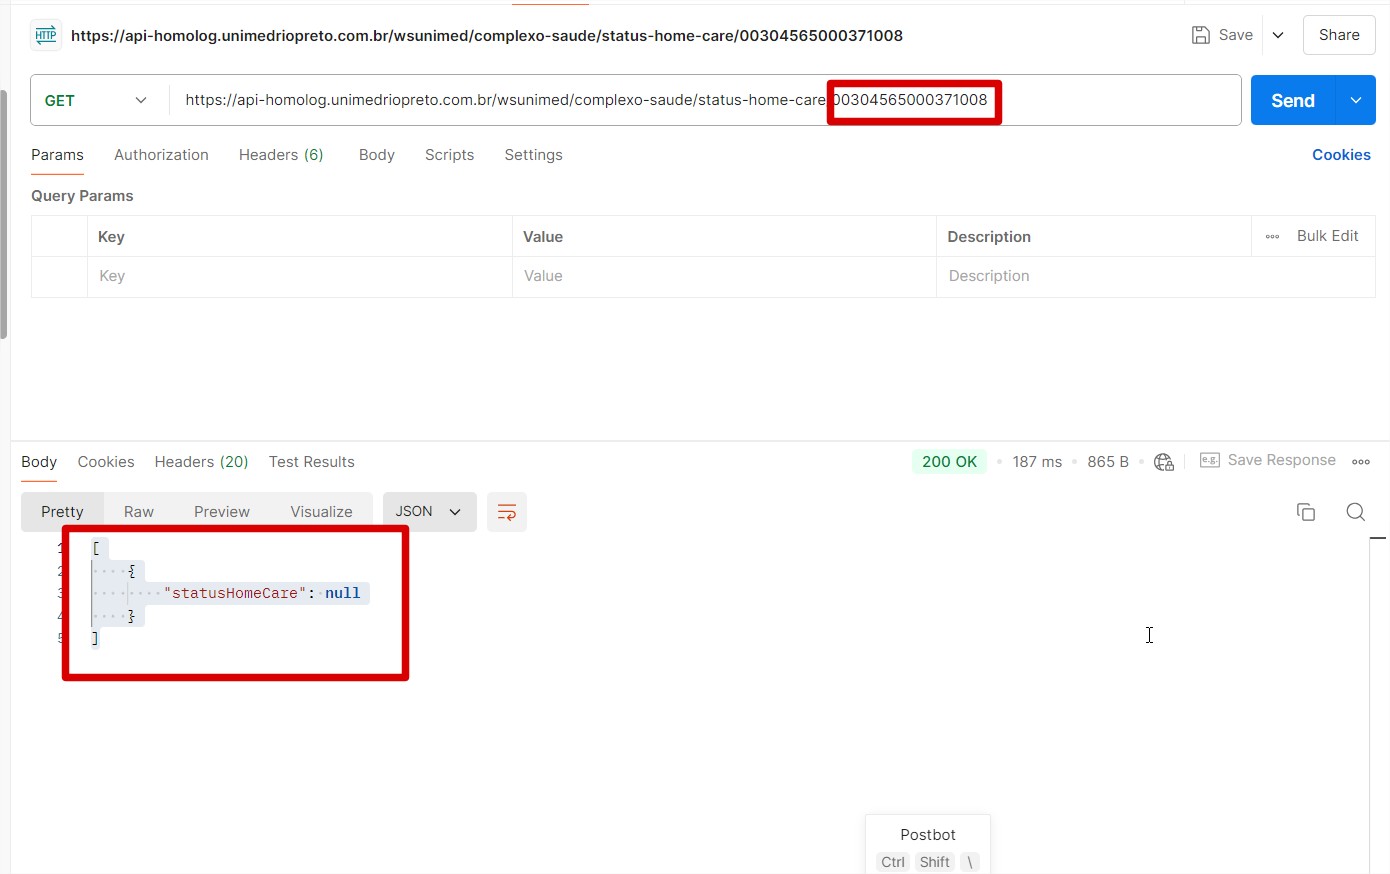 HTTP https://api-homolog.unimedriopreto.com.br/wsunimed/complexo-saude/status-home-care/00304565000371008 Save Share
GET https://api-homolog.unimedriopreto.com.br/wsunimed/complexo-saude/status-home-care/00304565000371008 Send
Params Authorization Headers (6) Body Scripts Settings Cookies
Query Params
Key Value Description Bulk Edit
Key Value Description
Body Cookies Headers (20) Test Results 200 OK 187 ms 865 B e.g. Save Response
Pretty Raw Preview Visualize JSON
1 [
2 {
3 "statusHomeCare": null
4 }
5 ]
Postbot
Ctrl Shift \